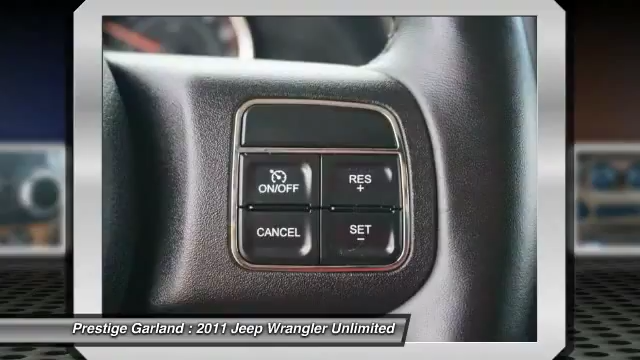 ON/OFF
RES
+
CANCEL
SET
−
Prestige Garland : 2011 Jeep Wrangler Unlimited